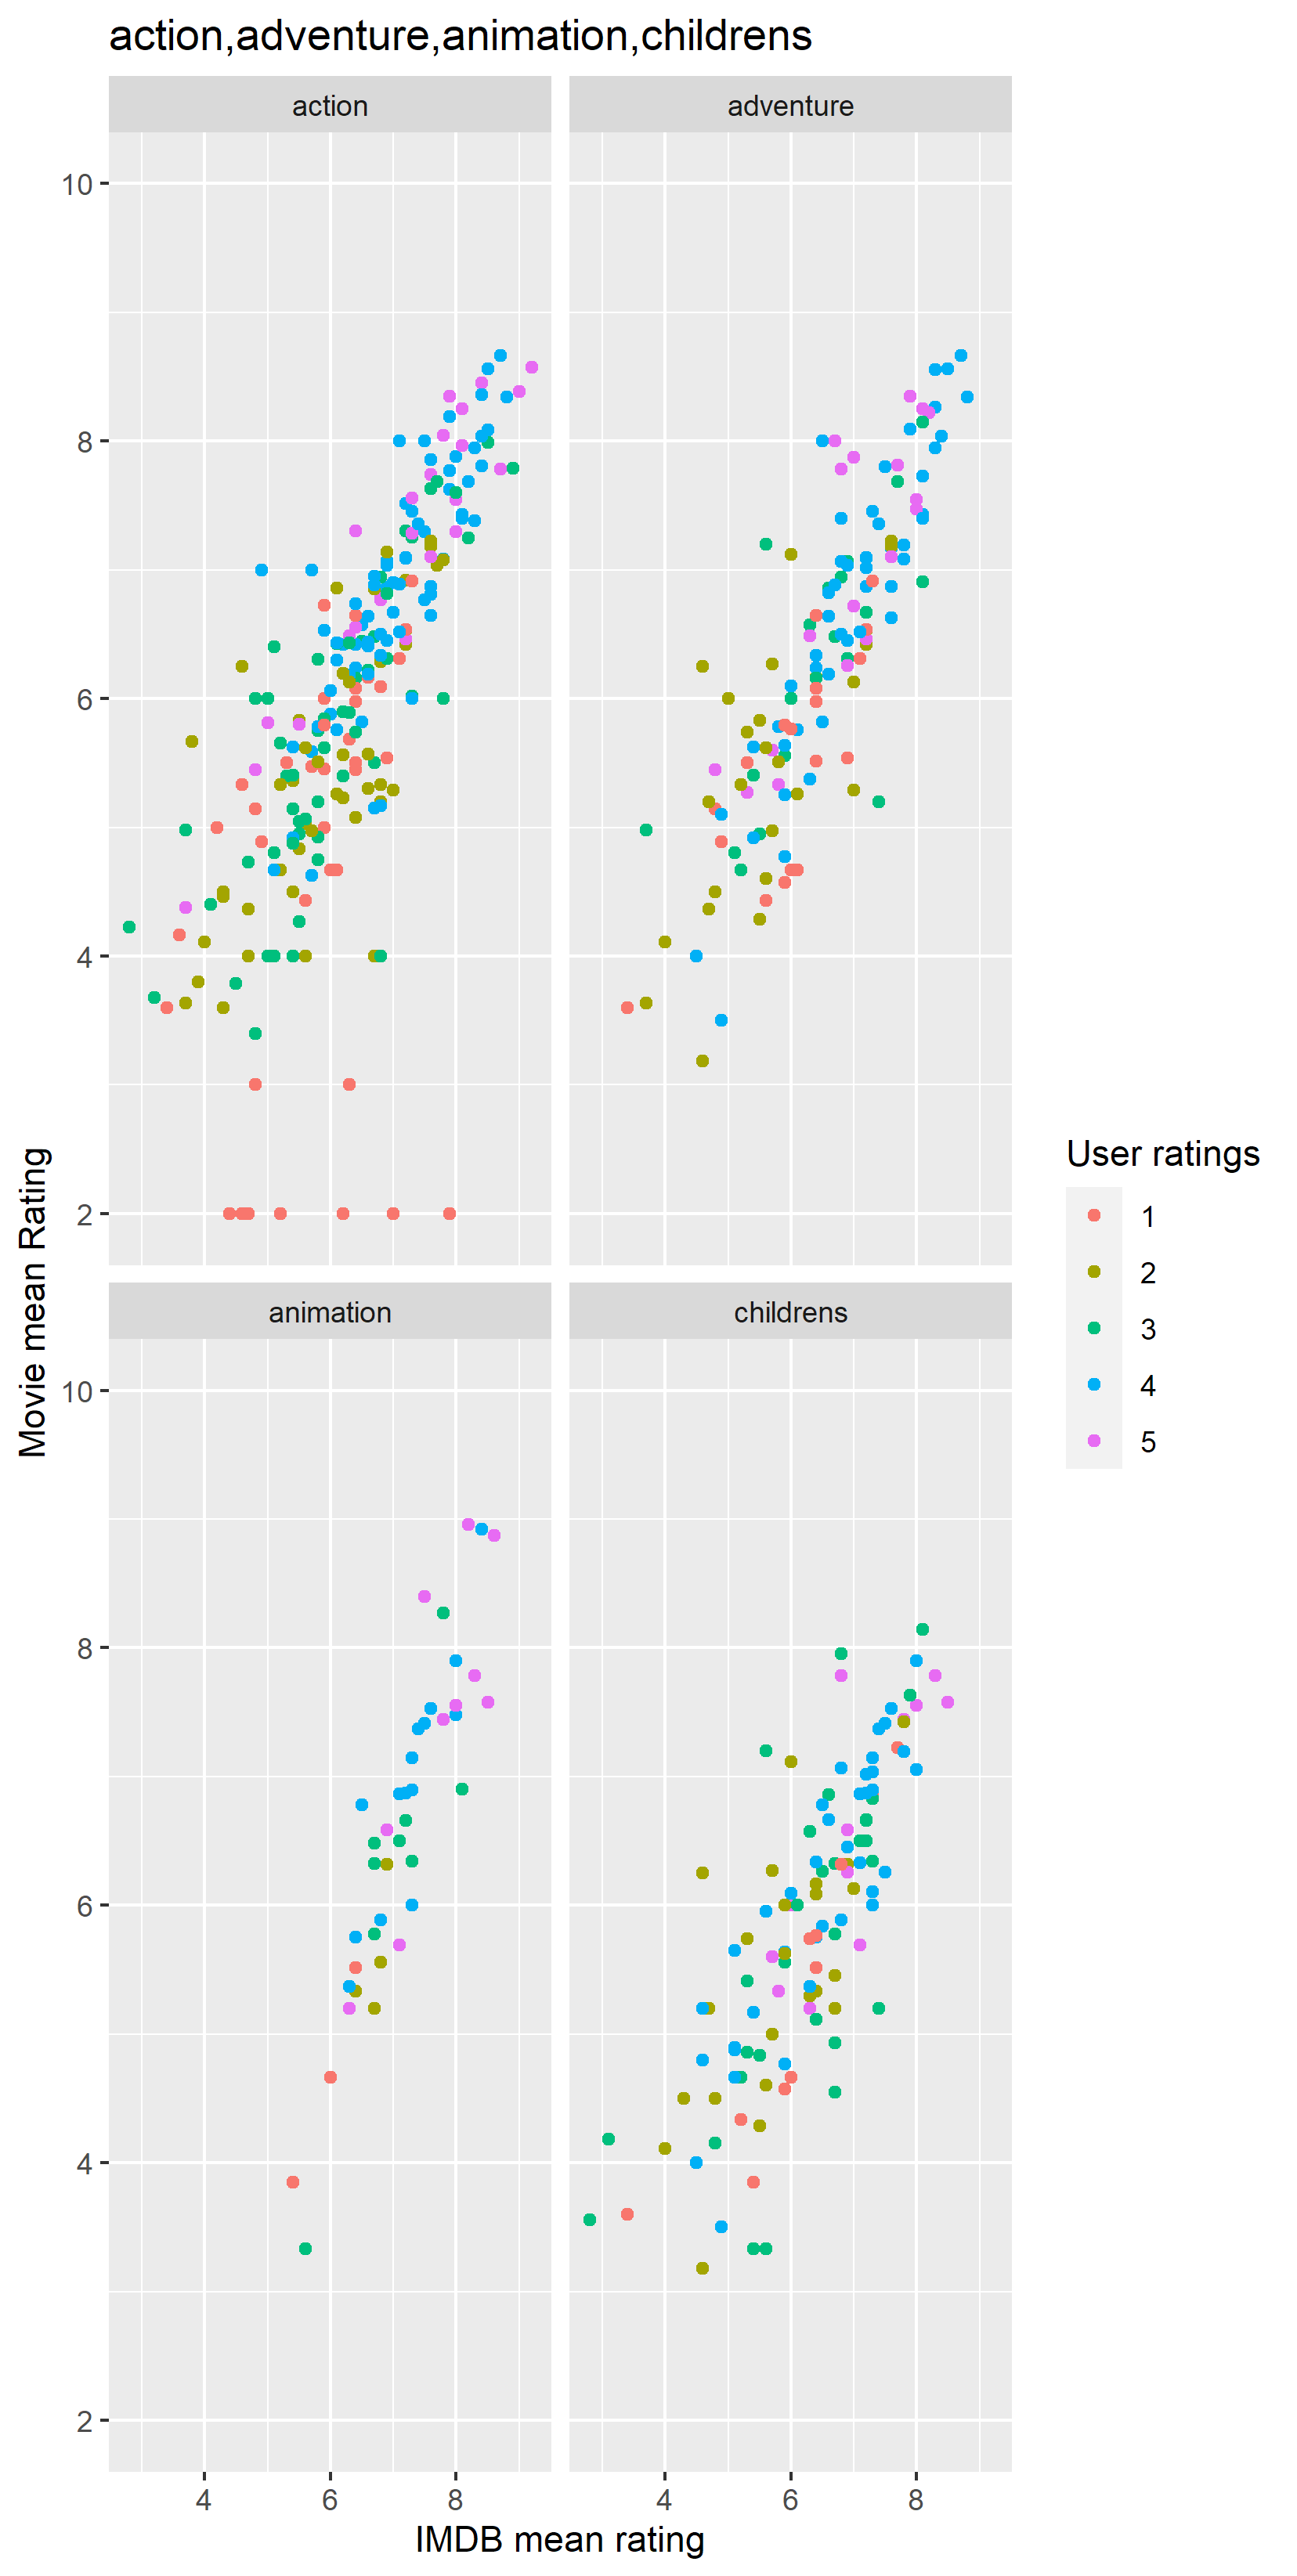 action,adventure,animation,childrens
action
adventure
10
8
6
4
2
animation
childrens
10
8
6
4
2
4
6
8
4
6
8
IMDB mean rating
Movie mean Rating
User ratings
1
2
3
4
5